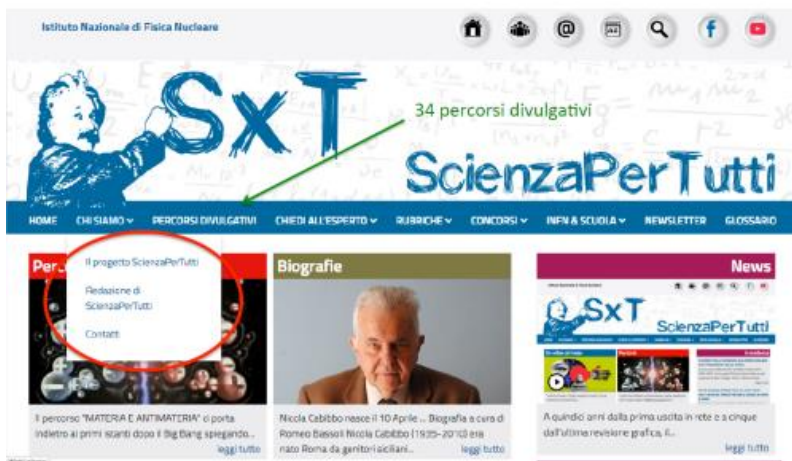 Istituto Nazionale di Fisica Nucleare
SxT
34 percorsi divulgativi
ScienzaPerTutti
HOME CHI SIAMO PERCORSI DIVULGATIVI CHIEDI ALL'ESPERTO RUBRICHE CONCORSI INFN & SCUOLA NEWSLETTER GLOSSARIO
Il progetto ScienzaPerTutti
Redazione di
ScienzaPerTutti
Contatti
Biografie
News
SxT
ScienzaPerTutti
Il percorso "MATERIA E ANTIMATERIA" ci porta
indietro ai primi istanti dopo il Big Bang spiegando...
leggi tutto
Nicola Cabibbo nasce il 10 Aprile ... Biografia a cura di
Romeo Bassoli Nicola Cabibbo (1935-2010) era
nato Roma da genitori siciliani...
leggi tutto
A quindici anni dalla prima uscita in rete e a cinque
dall'ultima revisione grafica, il...
leggi tutto